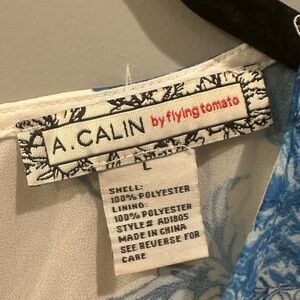 A.CALIN by flying tomato
L
SHELL:
100% POLYESTER
LINING:
100% POLYESTER
STYLE# AD1805
MADE IN CHINA
SEE REVERSE FOR
CARE